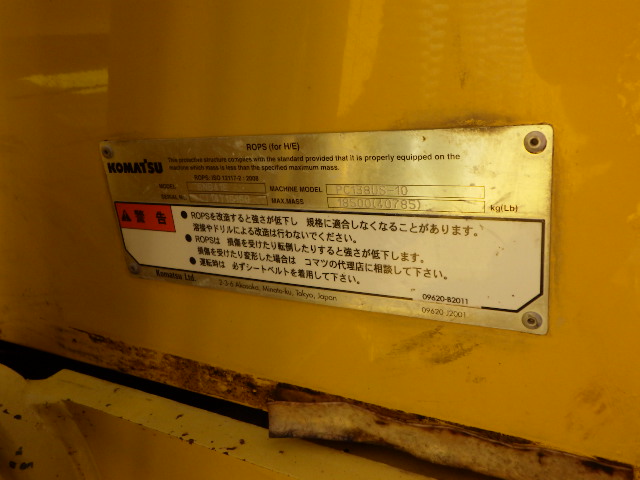 ROPS (for H/E)
KOMATSU
This protective structure complies with the standard provided that it is properly equipped on the
machine which mass is less than the specified maximum mass.
ROPS: ISO 12117-2 : 2008
MODEL
MACHINE MODEL PC138US-10
SERIAL No.
MAX.MASS 18500(40785) kg(Lb)
警告
● ROPSを改造すると強さが低下し 規格に適合しなくなることがあります。
溶接やドリルによる改造は行わないでください。
● ROPSは 損傷を受けたり転倒したりすると強さが低下します。
損傷を受けたり変形した場合は コマツの代理店に相談して下さい。
● 運転時は 必ずシートベルトを着用して下さい。
Komatsu Ltd.
2-3-6 Akasaka, Minato-ku, Tokyo, Japan
09620-B2011
09620-J2001